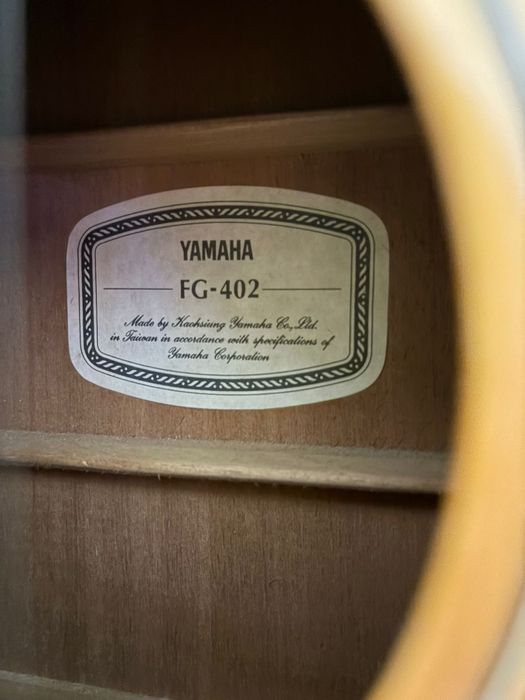 YAMAHA
FG-402
Made by Kaohsiung Yamaha Co., Ltd.
in Taiwan in accordance with specifications of
Yamaha Corporation